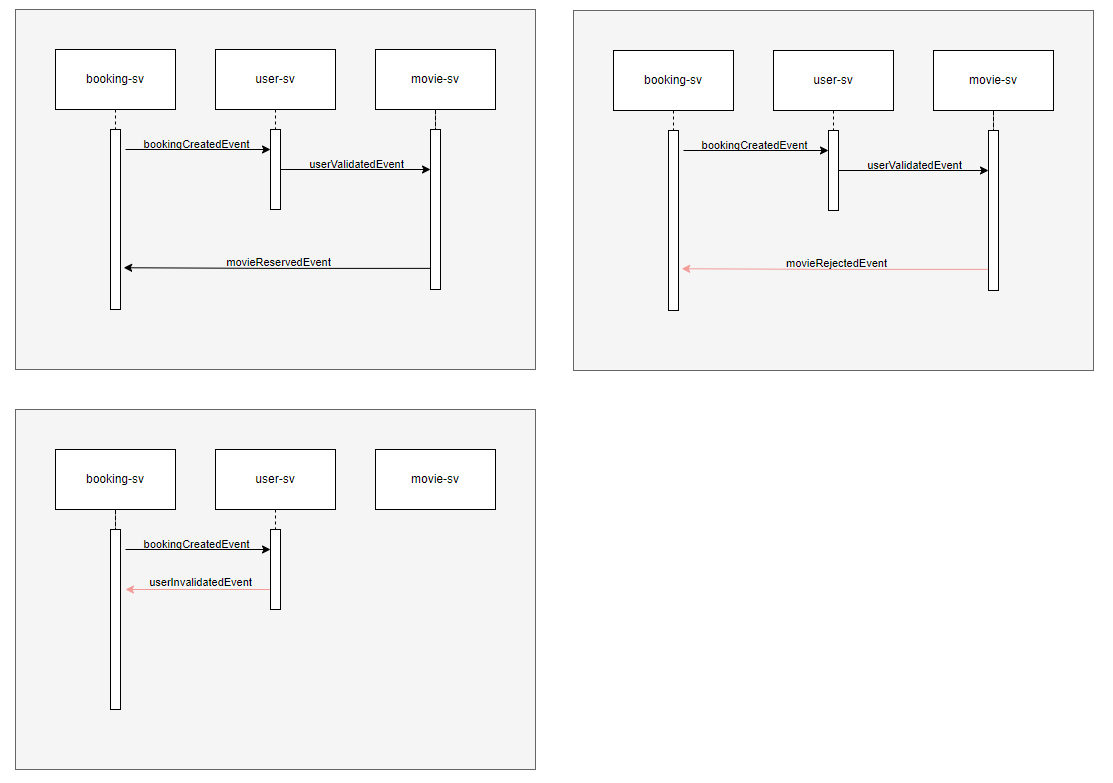 booking-sv
user-sv
movie-sv
bookingCreatedEvent
userValidatedEvent
movieReservedEvent
booking-sv
user-sv
movie-sv
bookingCreatedEvent
userValidatedEvent
movieRejectedEvent
booking-sv
user-sv
movie-sv
bookingCreatedEvent
userInvalidatedEvent